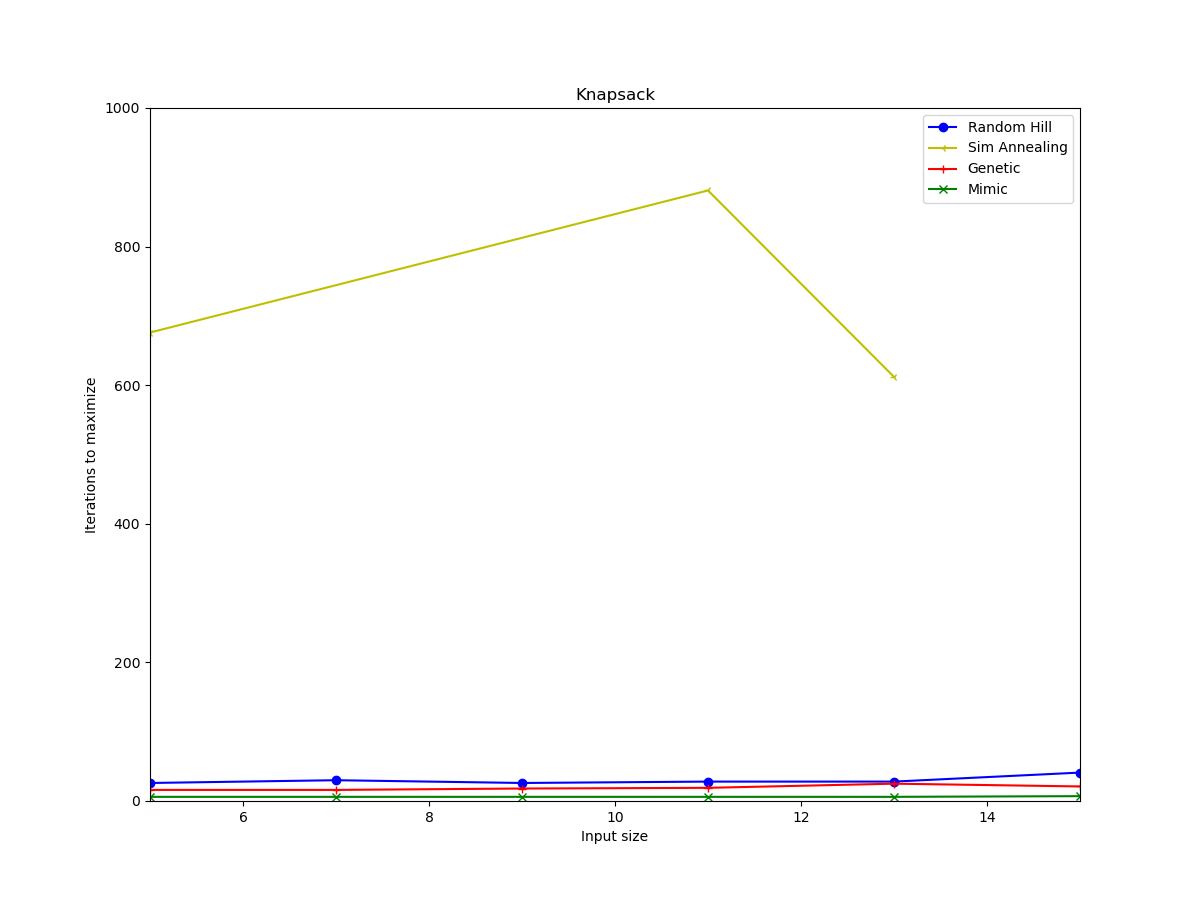 Knapsack
1000
800
600
400
200
0
Iterations to maximize
Random Hill
Sim Annealing
Genetic
Mimic
6 8 10 12 14
Input size